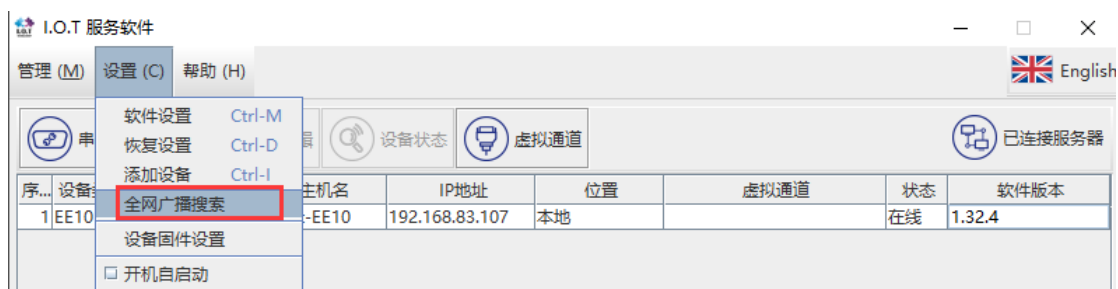 I.O.T 服务软件
管理 (M) 设置 (C) 帮助 (H) English
软件设置 Ctrl-M
恢复设置 Ctrl-D
添加设备 Ctrl-I
全网广播搜索
设备固件设置
开机自启动
串 设备状态 虚拟通道 已连接服务器
序... 设备 主机名 IP地址 位置 虚拟通道 状态 软件版本
1 EE10 -EE10 192.168.83.107 本地 在线 1.32.4